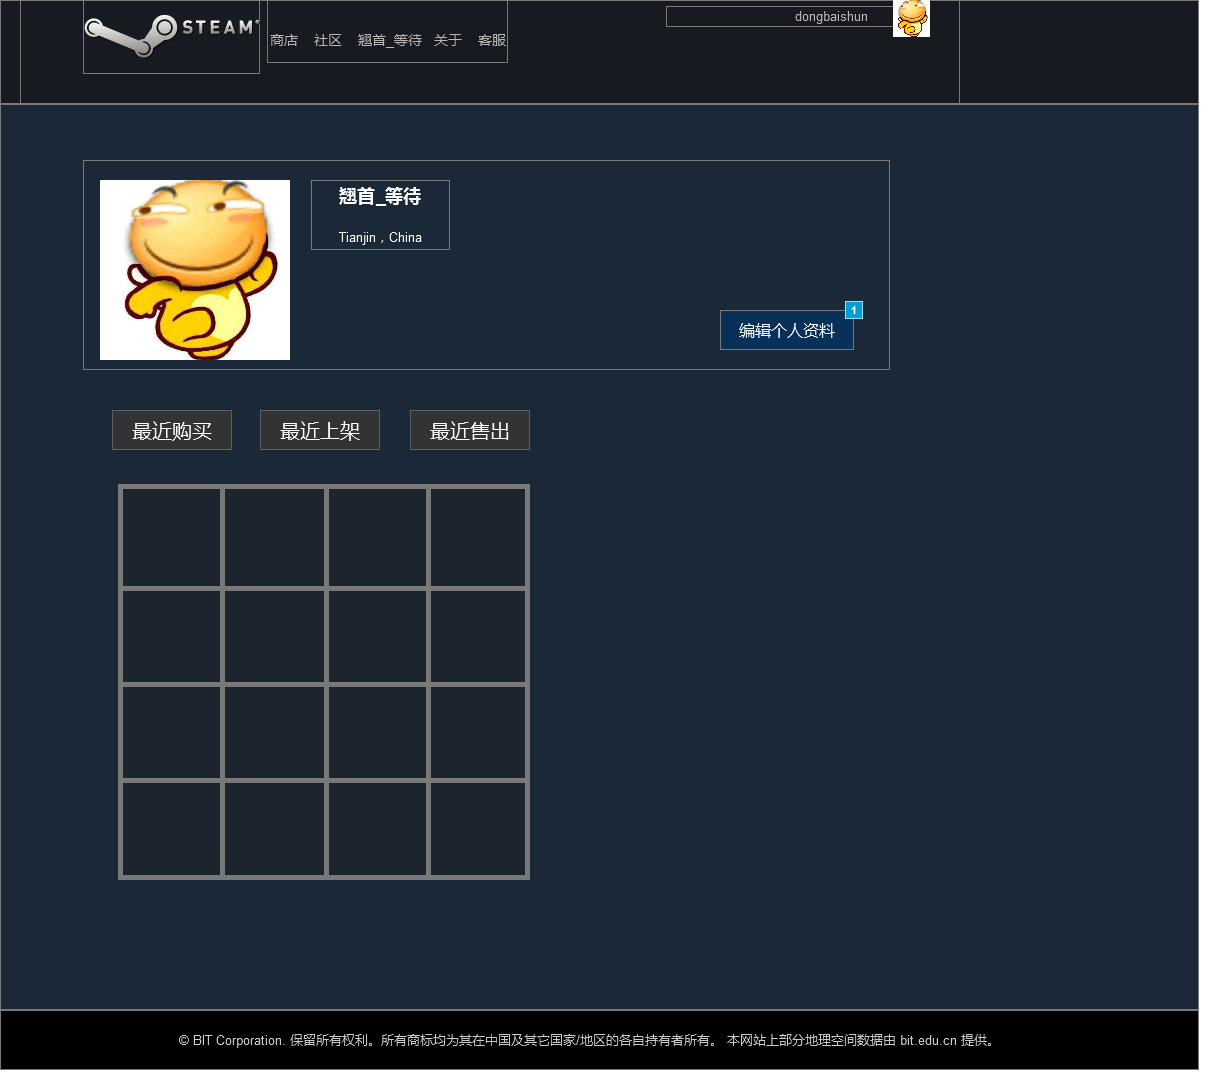 STEAM
商店 社区 翘首_等待 关于 客服
dongbaishun
翘首_等待
Tianjin , China
1
编辑个人资料
最近购买 最近上架 最近售出
© BIT Corporation. 保留所有权利。所有商标均为其在中国及其它国家/地区的各自持有者所有。 本网站上部分地理空间数据由 bit.edu.cn 提供。